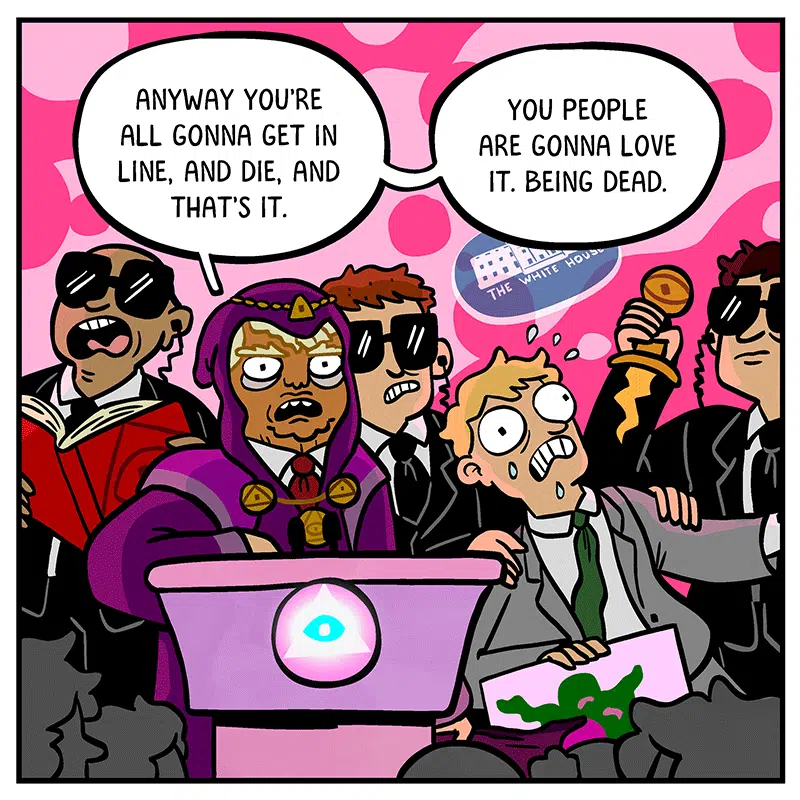 ANYWAY YOU'RE
ALL GONNA GET IN
LINE, AND DIE, AND
THAT'S IT.
YOU PEOPLE
ARE GONNA LOVE
IT. BEING DEAD.
THE WHITE HOUSE